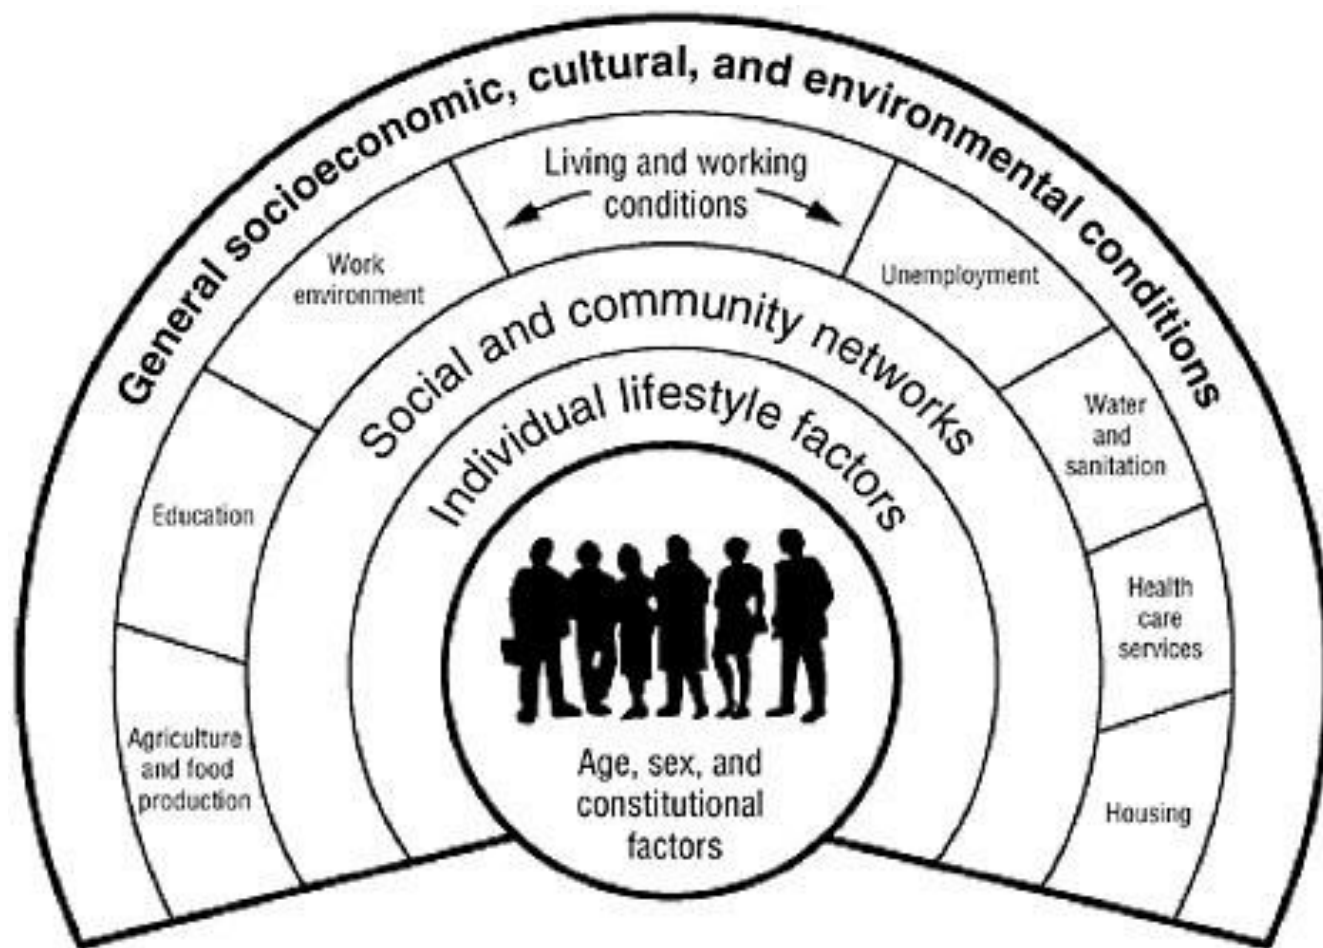 General socioeconomic, cultural, and environmental conditions
Living and working
conditions
Work
environment
Unemployment
Social and community networks
Individual lifestyle factors
Water
and
sanitation
Education
Health
care
services
Agriculture
and food
production
Housing
Age, sex, and
constitutional
factors